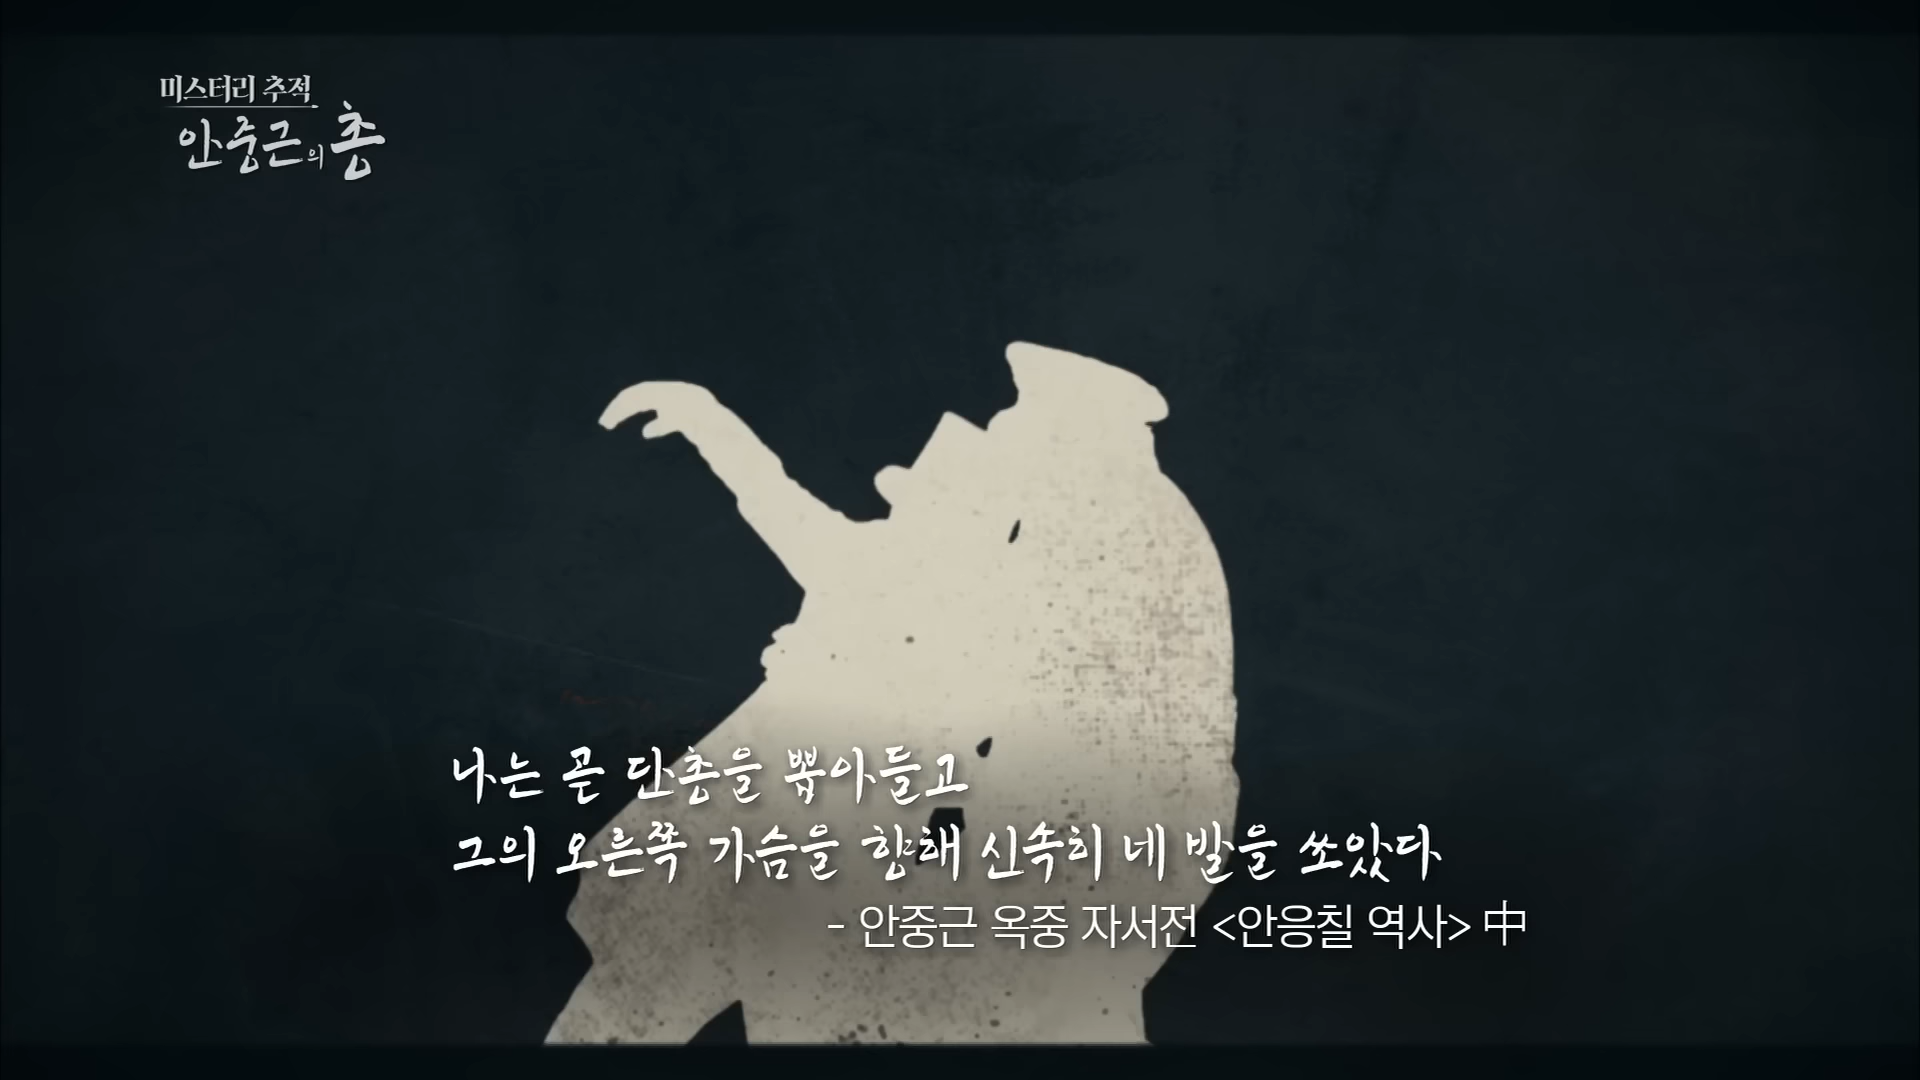 미스터리 추적
안중근의 총
나는 곧 단총을 뽑아들고
그의 오른쪽 가슴을 향해 신속히 네 발을 쏘았다
- 안중근 옥중 자서전 <안응칠 역사> 中